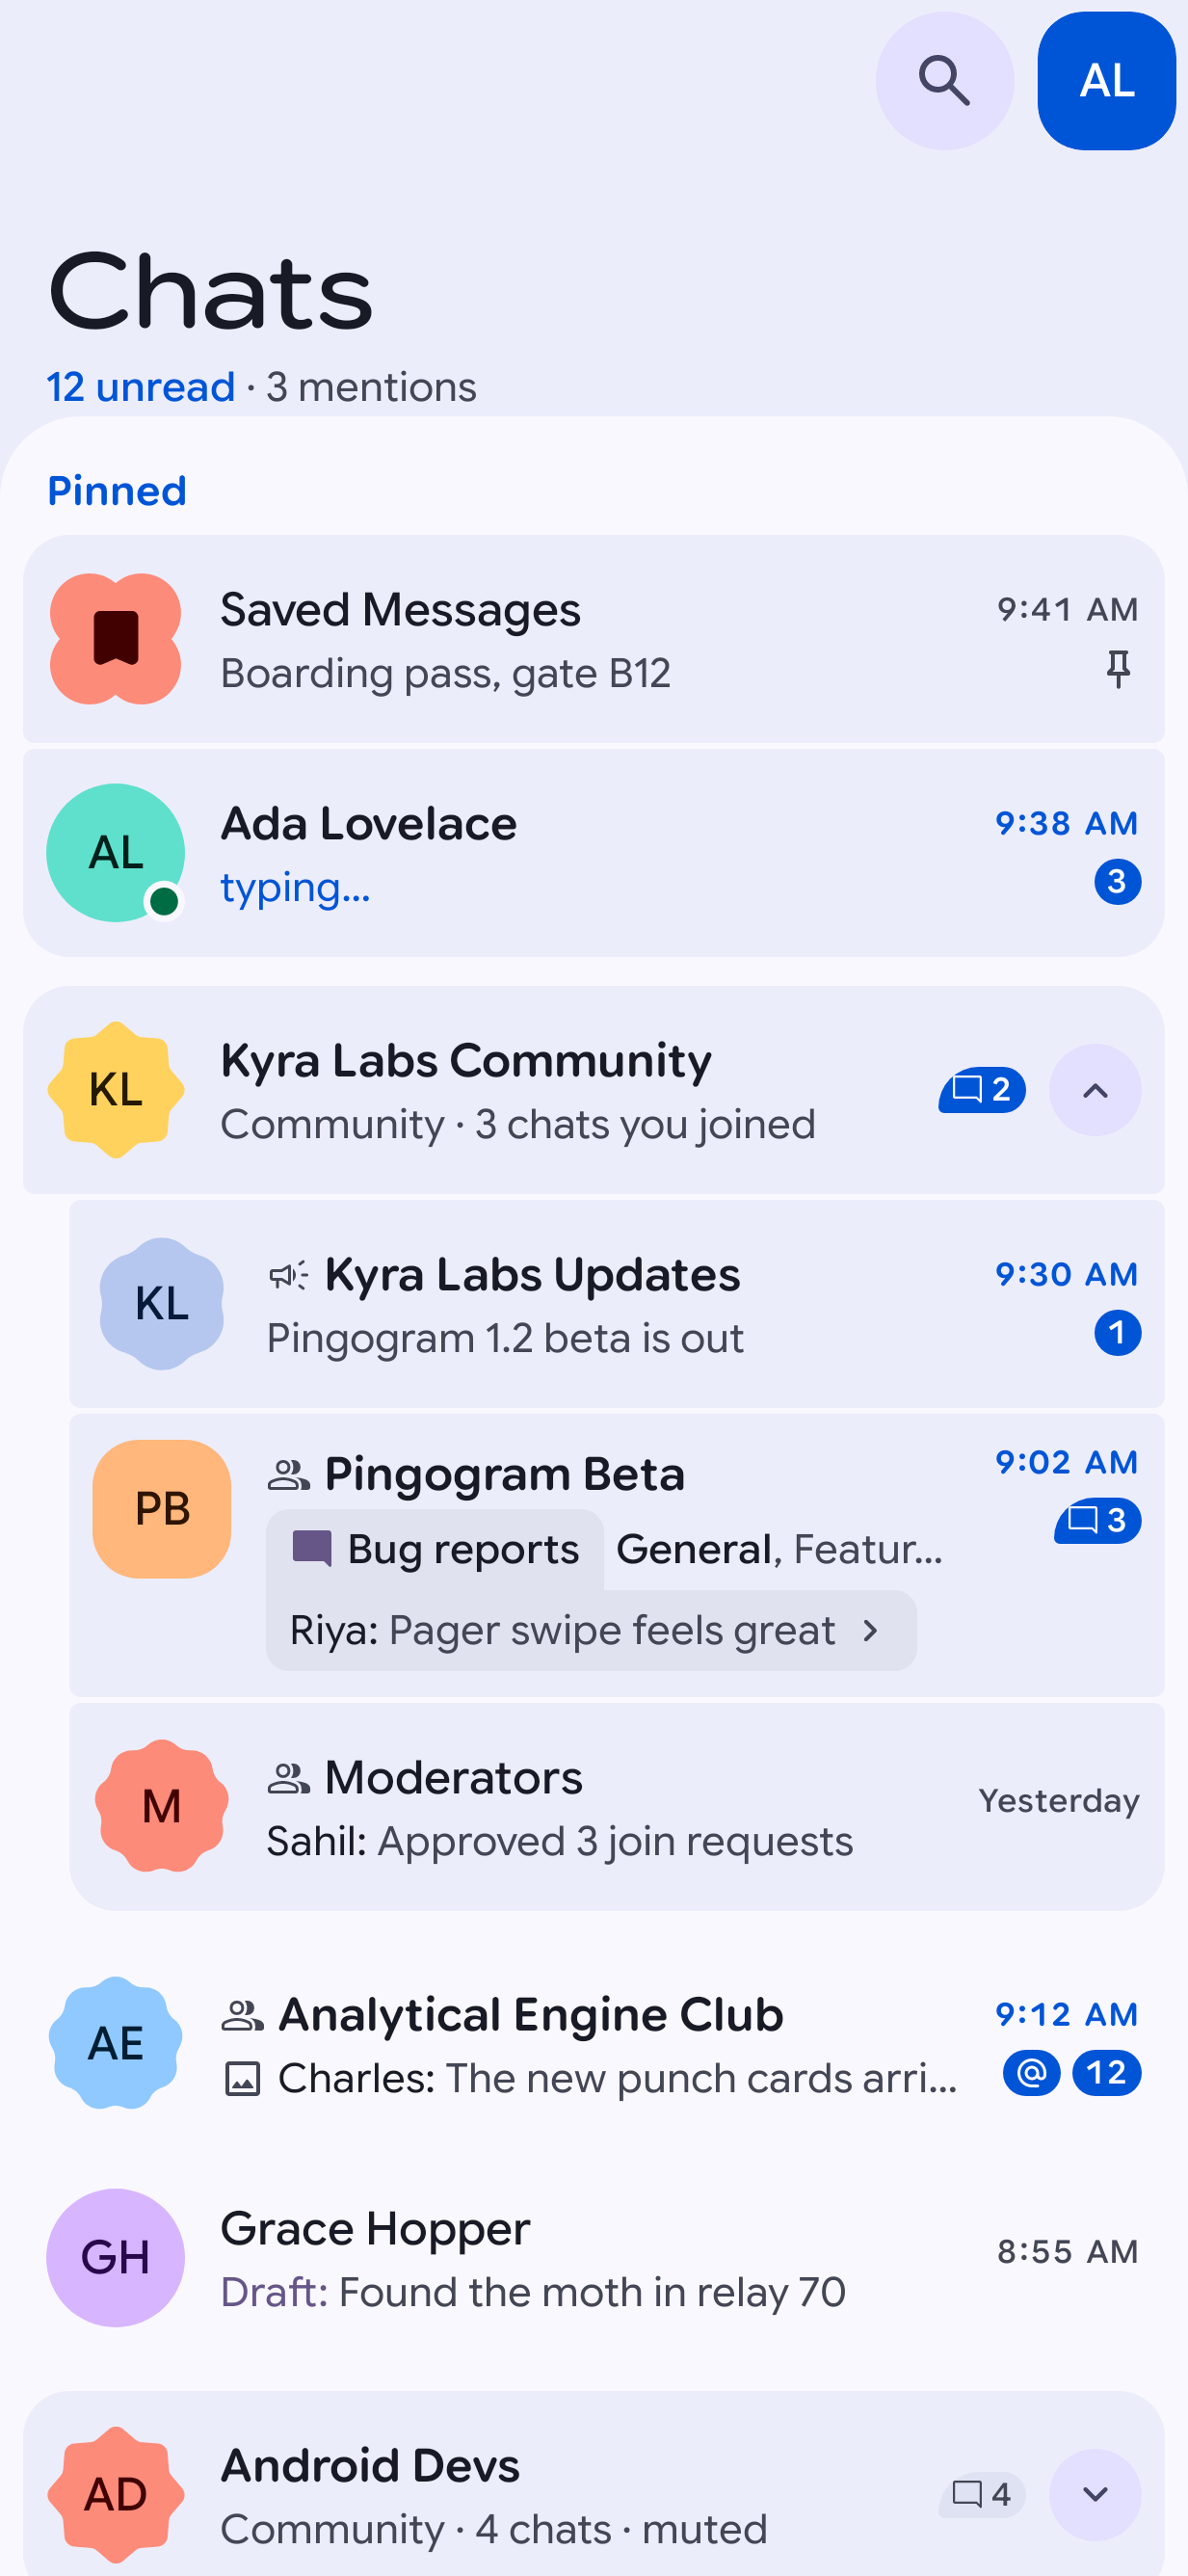 AL
Chats
12 unread · 3 mentions
Pinned
Saved Messages
9:41 AM
Boarding pass, gate B12
AL
Ada Lovelace
9:38 AM
typing...
3
KL
Kyra Labs Community
2
Community · 3 chats you joined
KL
Kyra Labs Updates
9:30 AM
Pingogram 1.2 beta is out
1
PB
Pingogram Beta
9:02 AM
3
Bug reports General, Featur...
Riya: Pager swipe feels great
M
Moderators
Yesterday
Sahil: Approved 3 join requests
AE
Analytical Engine Club
9:12 AM
Charles: The new punch cards arri...
@ 12
GH
Grace Hopper
8:55 AM
Draft: Found the moth in relay 70
AD
Android Devs
4
Community · 4 chats · muted